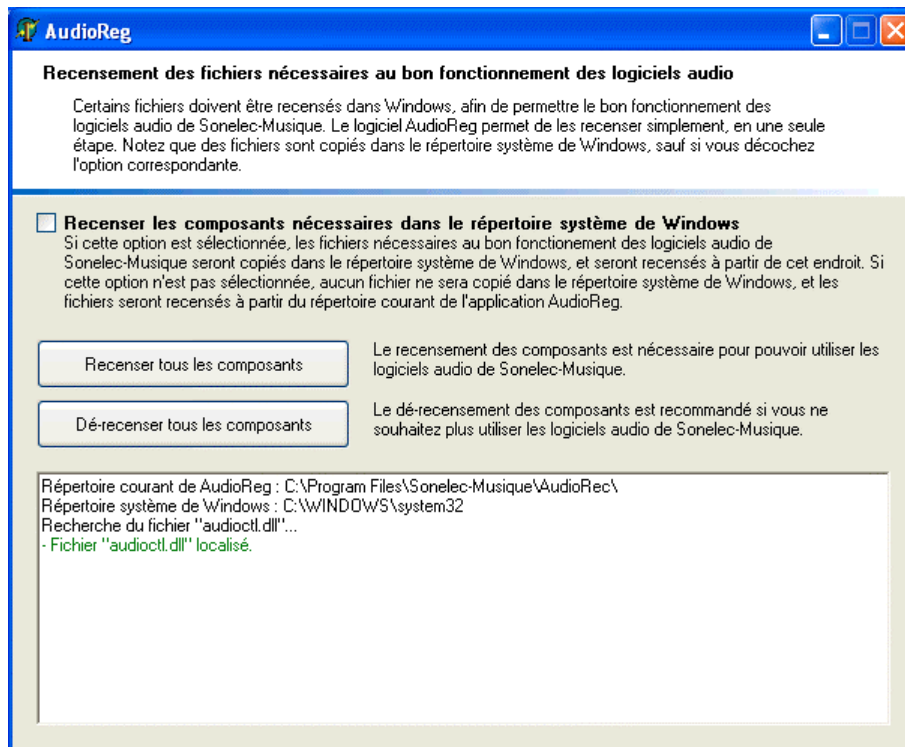 AudioReg
Recensement des fichiers nécessaires au bon fonctionnement des logiciels audio
Certains fichiers doivent être recensés dans Windows, afin de permettre le bon fonctionnement des
logiciels audio de Sonelec-Musique. Le logiciel AudioReg permet de les recenser simplement, en une seule
étape. Notez que des fichiers sont copiés dans le répertoire système de Windows, sauf si vous décochez
l'option correspondante.
Recenser les composants nécessaires dans le répertoire système de Windows
Si cette option est sélectionnée, les fichiers nécessaires au bon fonctionement des logiciels audio de
Sonelec-Musique seront copiés dans le répertoire système de Windows, et seront recensés à partir de cet endroit. Si
cette option n'est pas sélectionnée, aucun fichier ne sera copié dans le répertoire système de Windows, et les
fichiers seront recensés à partir du répertoire courant de l'application AudioReg.
Recenser tous les composants
Le recensement des composants est nécessaire pour pouvoir utiliser les
logiciels audio de Sonelec-Musique.
Dé-recenser tous les composants
Le dé-recensement des composants est recommandé si vous ne
souhaitez plus utiliser les logiciels audio de Sonelec-Musique.
Répertoire courant de AudioReg : C:\Program Files\Sonelec-Musique\AudioRec\
Répertoire système de Windows : C:\WINDOWS\system32
Recherche du fichier "audioctl.dll"...
- Fichier "audioctl.dll" localisé.